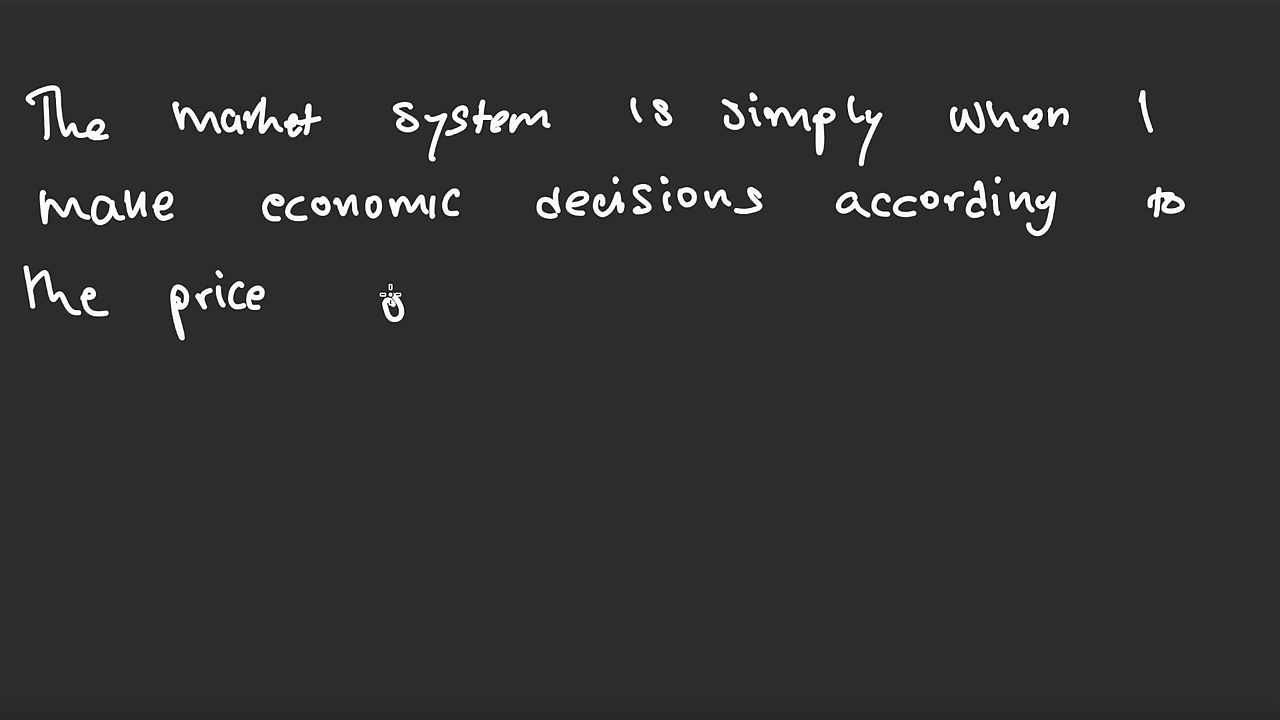 The market system is simply when I
make economic decisions according to
the price o